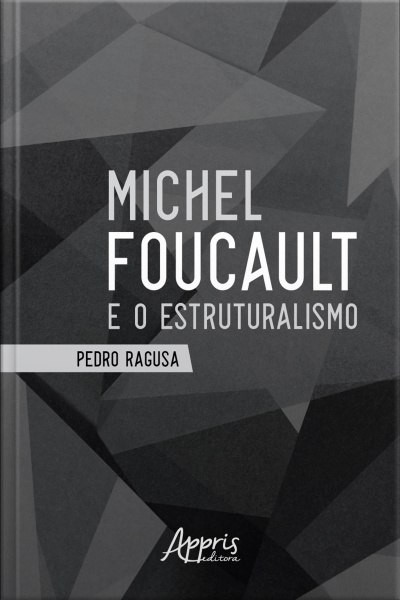 MICHEL
FOUCAULT
E O ESTRUTURALISMO
PEDRO RAGUSA
Appris
editora